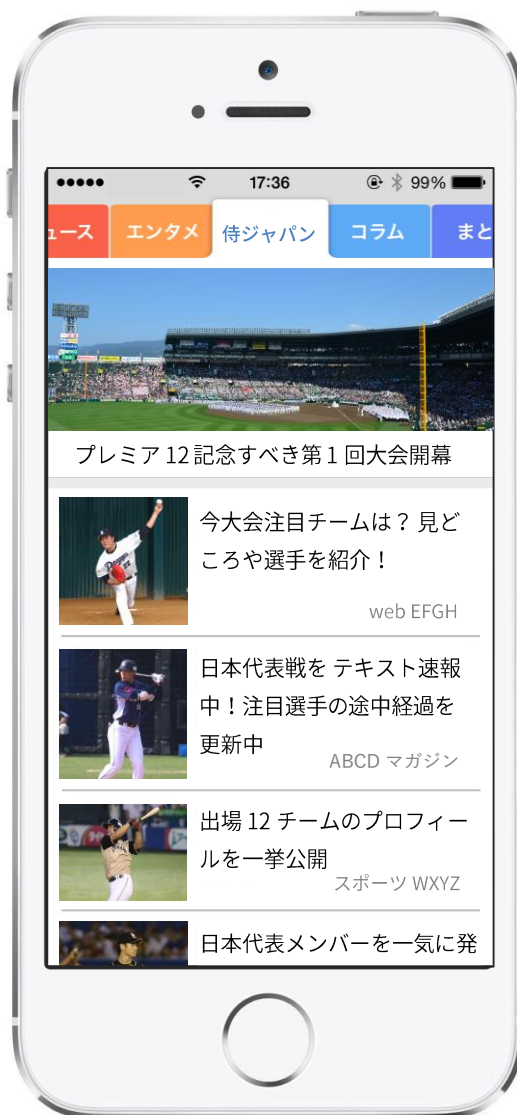 17:36
99%
ュース エンタメ 侍ジャパン コラム まと
プレミア 12 記念すべき第 1 回大会開幕
今大会注目チームは？ 見ど
ころや選手を紹介！
web EFGH
日本代表戦を テキスト速報
中！注目選手の途中経過を
更新中
ABCD マガジン
出場 12 チームのプロフィー
ルを一挙公開
スポーツ WXYZ
日本代表メンバーを一気に発